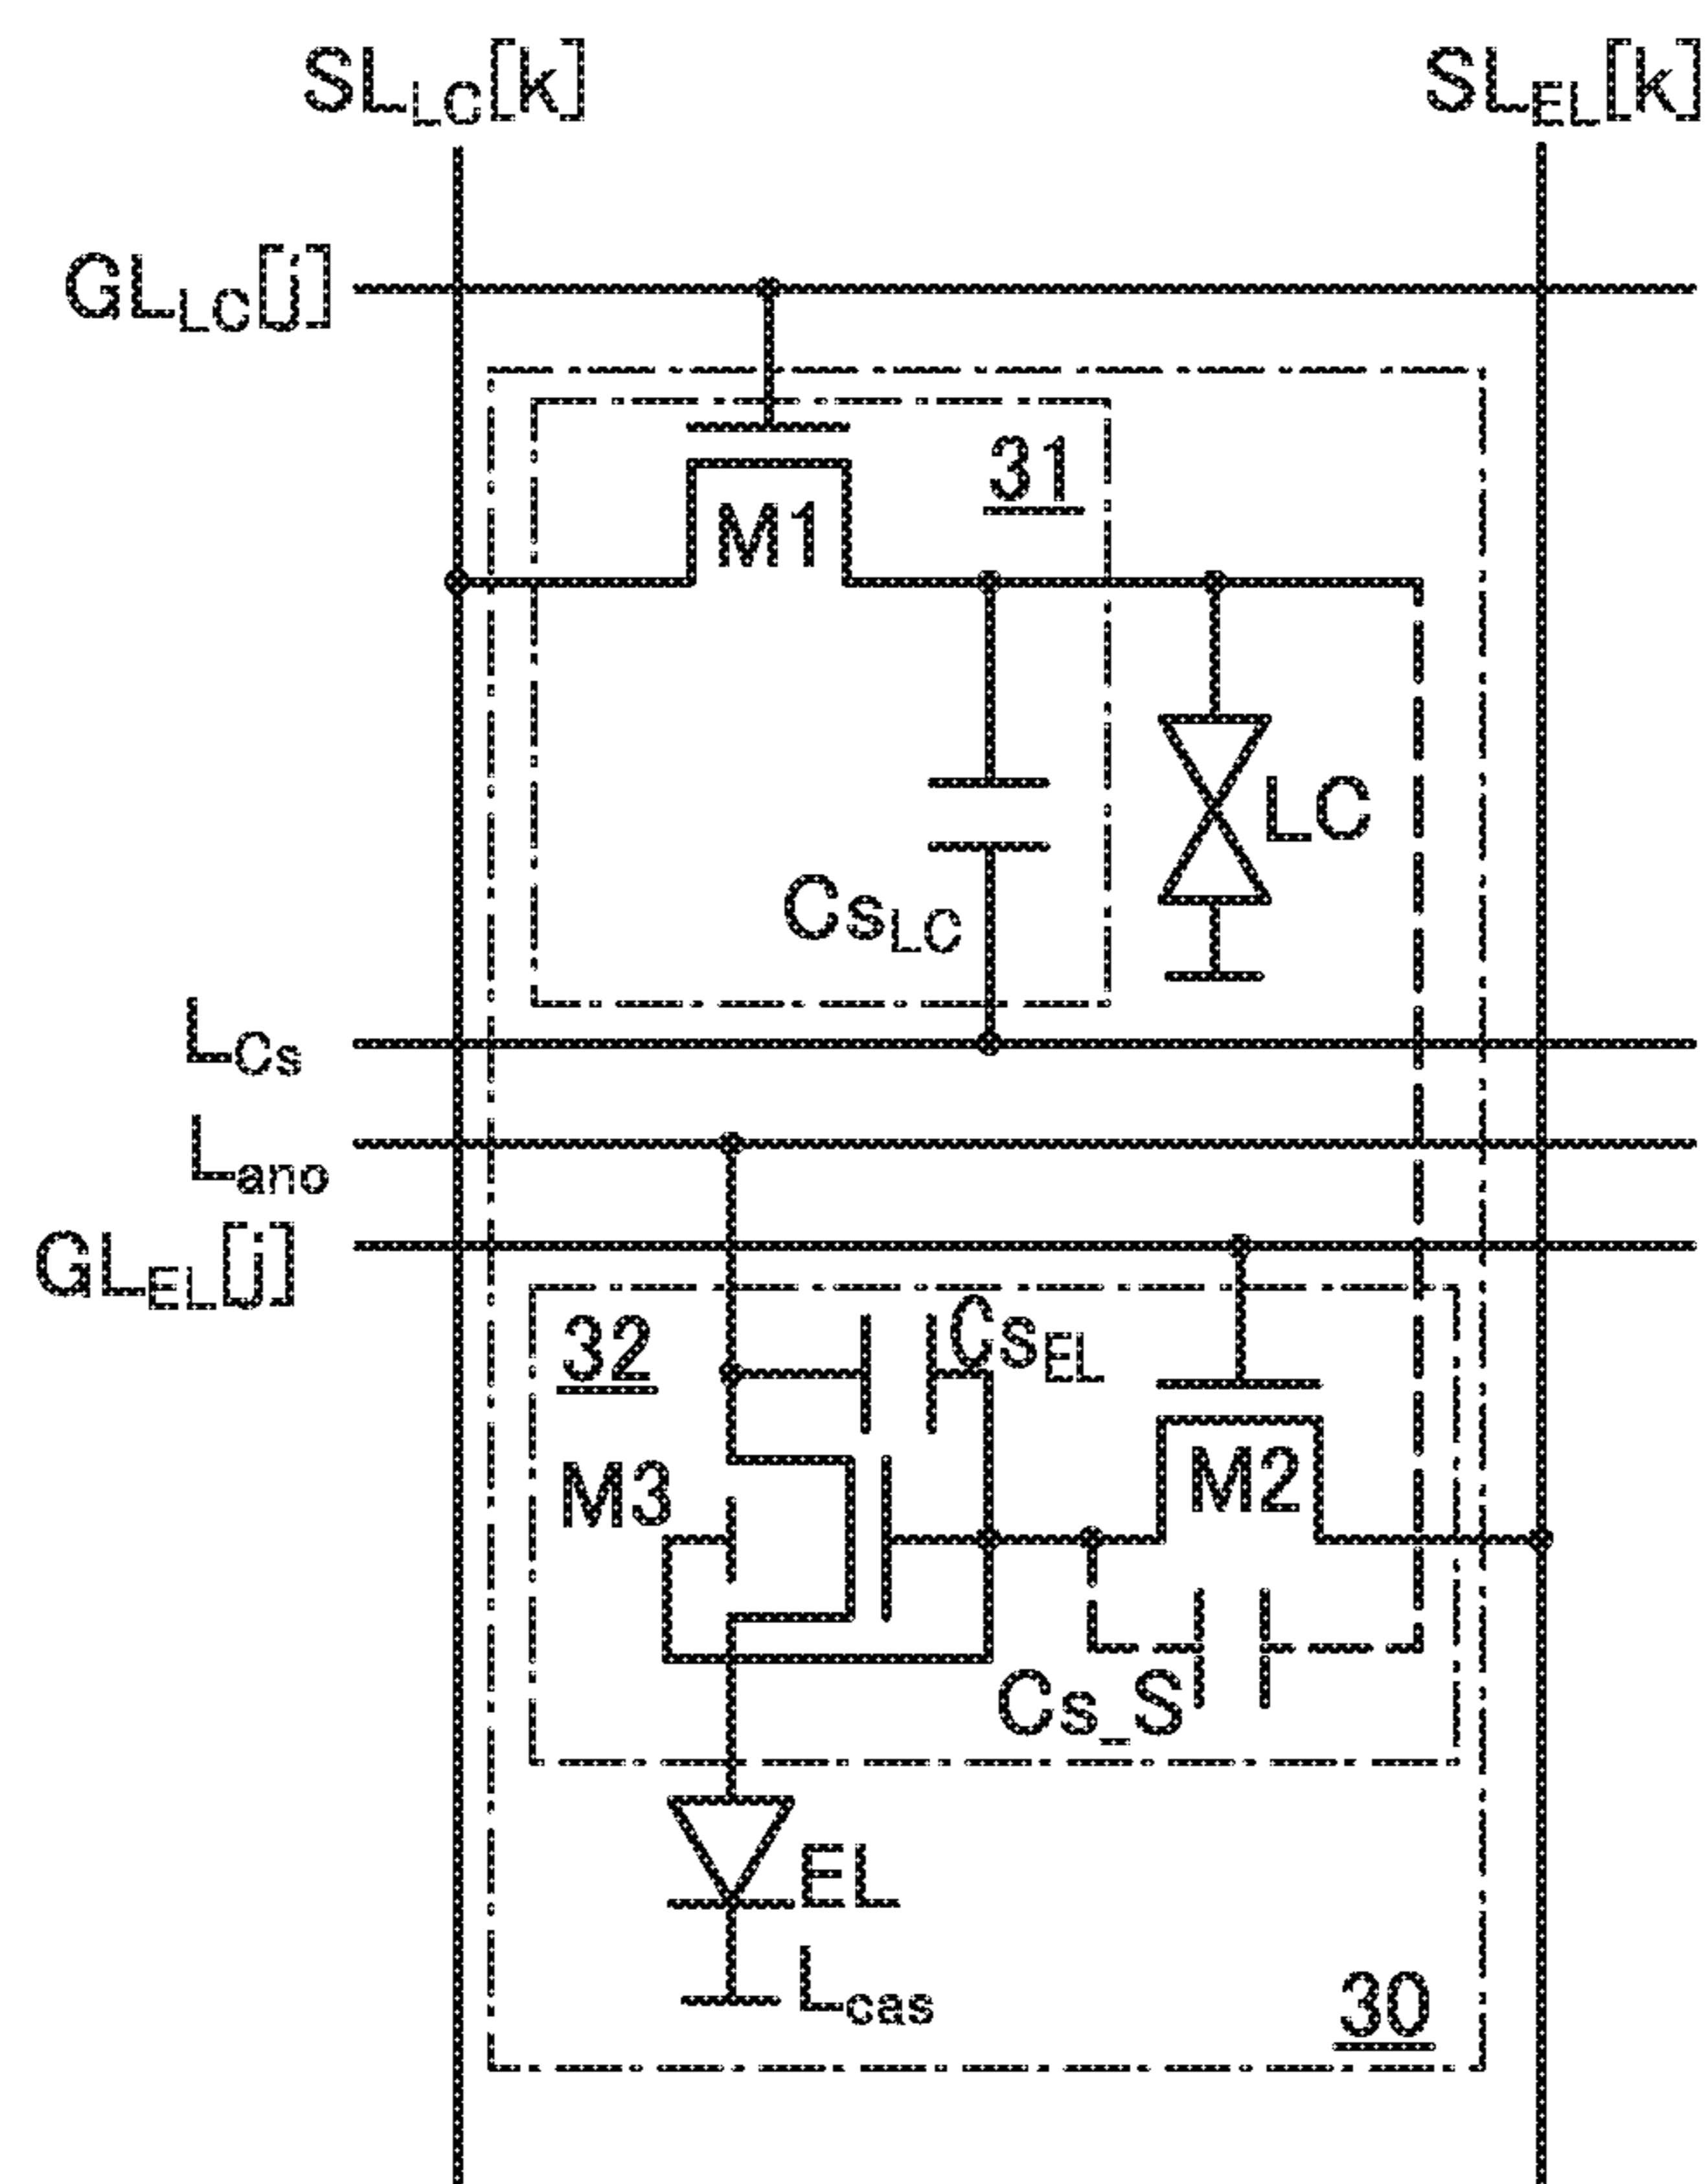 SL_LC[k] SL_EL[k]
GL_LC[j]
31
M1
LC
Cs_LC
L_Cs
L_ano
GL_EL[j]
32
Cs_EL
M3
M2
Cs_S
EL
L_cas
30